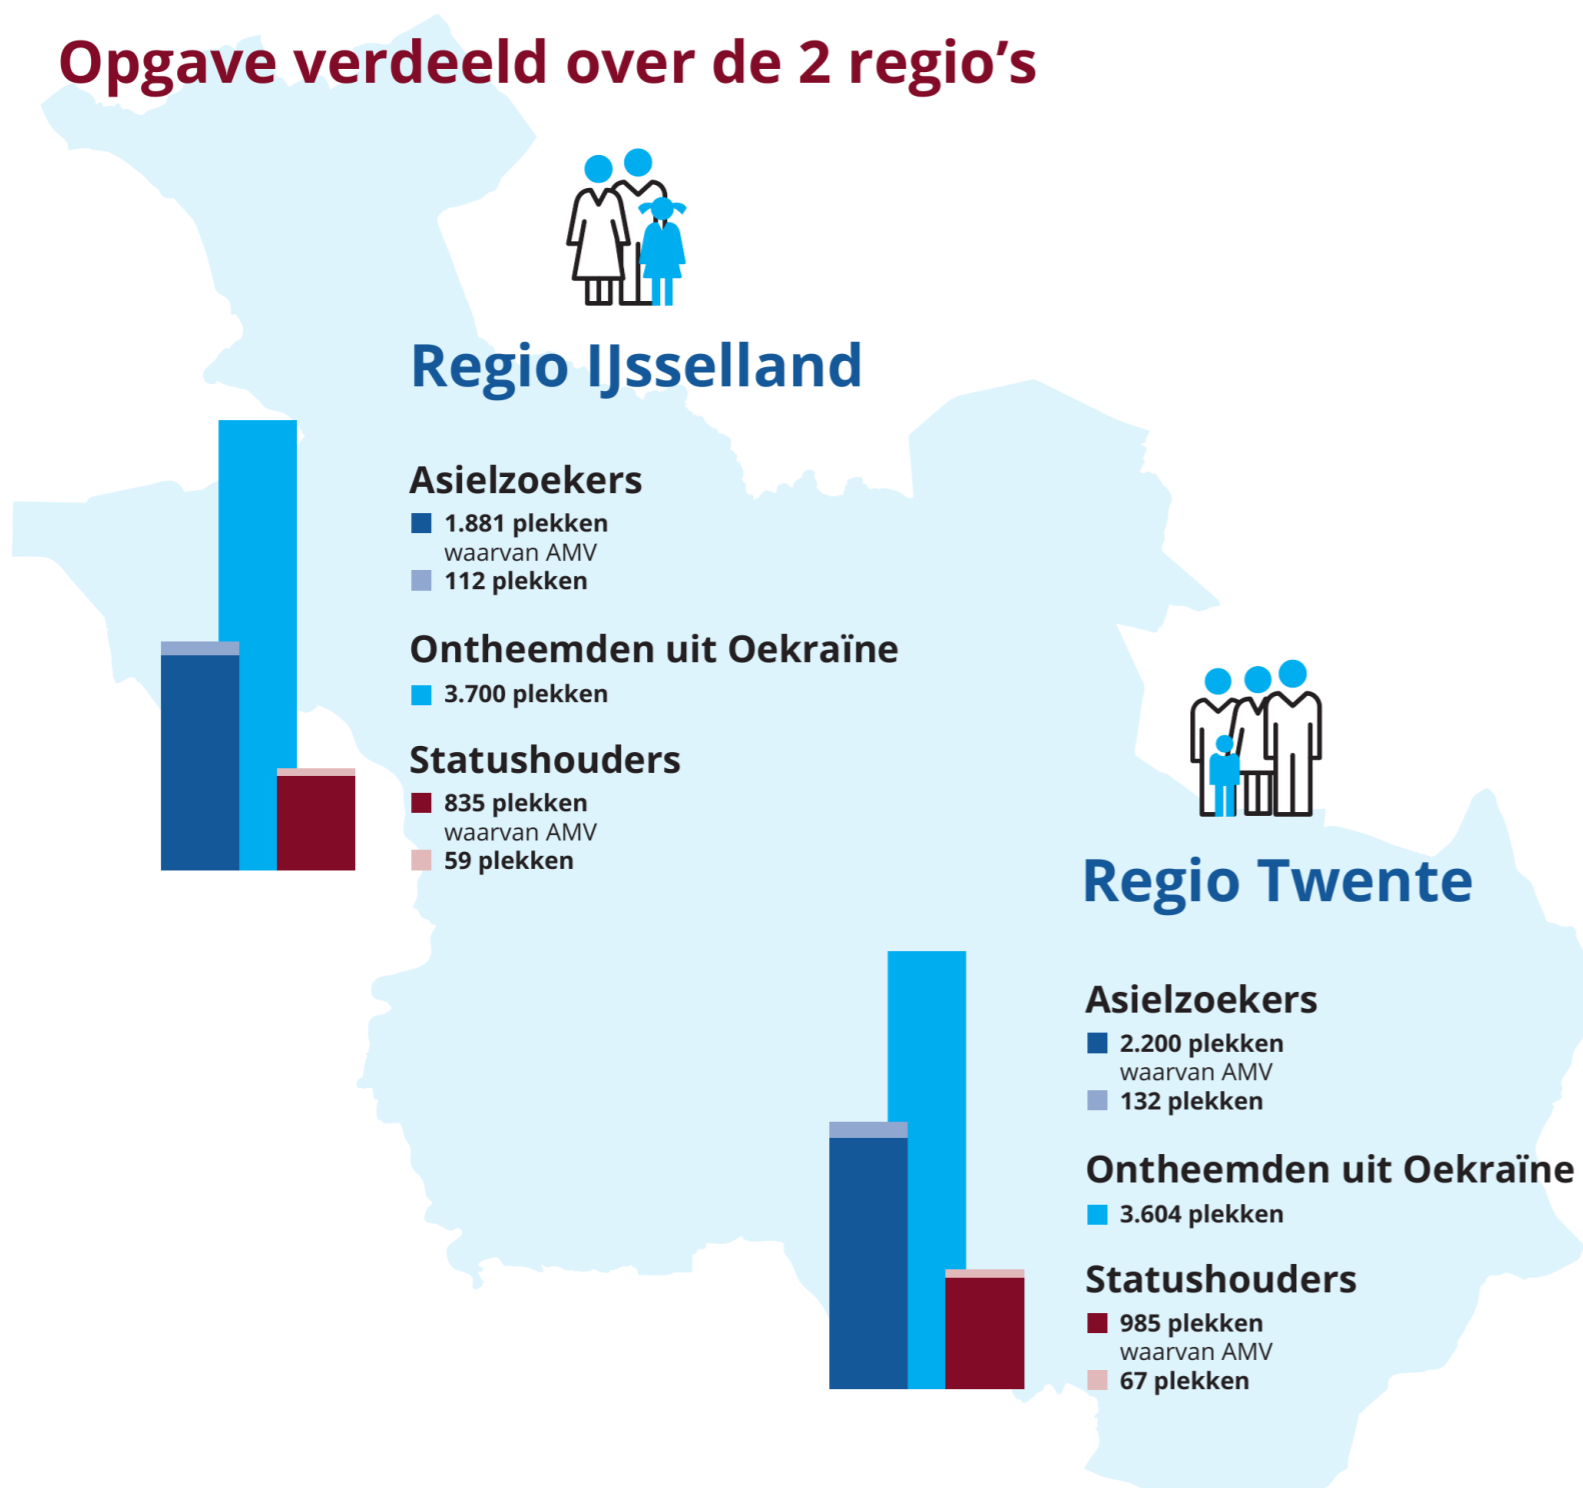 Opgave verdeeld over de 2 regio’s
Regio IJsselland
Asielzoekers
1.881 plekken
waarvan AMV
112 plekken
Ontheemden uit Oekraïne
3.700 plekken
Statushouders
835 plekken
waarvan AMV
59 plekken
Regio Twente
Asielzoekers
2.200 plekken
waarvan AMV
132 plekken
Ontheemden uit Oekraïne
3.604 plekken
Statushouders
985 plekken
waarvan AMV
67 plekken